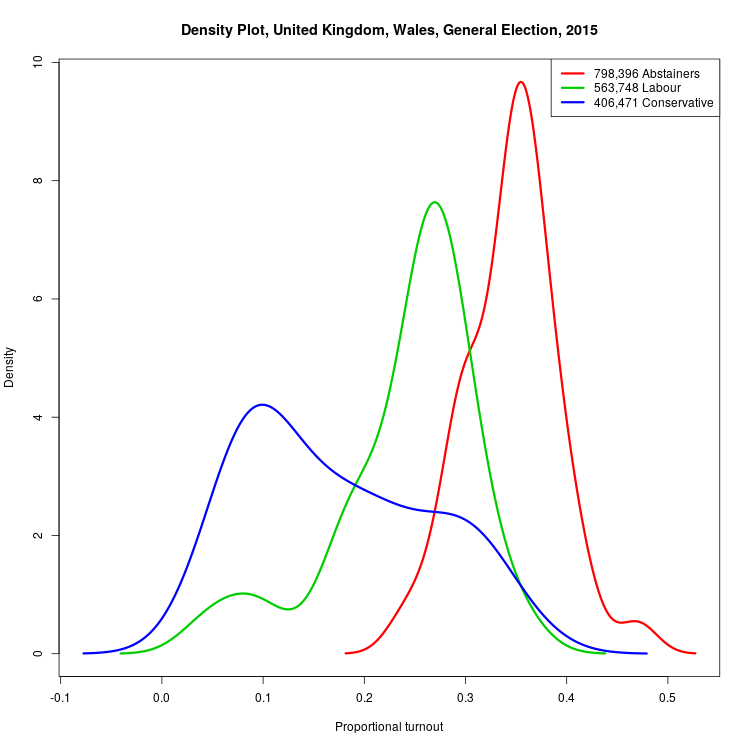 Density Plot, United Kingdom, Wales, General Election, 2015
798,396 Abstainers
563,748 Labour
406,471 Conservative
10
8
6
4
2
0
Density
-0.1 0.0 0.1 0.2 0.3 0.4 0.5
Proportional turnout